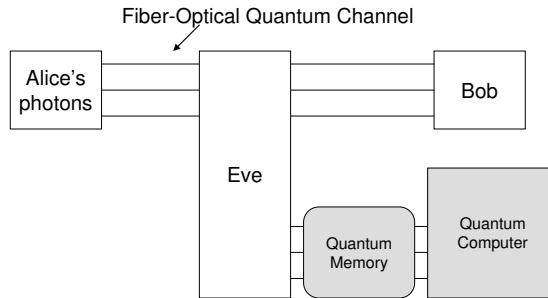 Fiber-Optical Quantum Channel
Alice's
photons
Eve
Bob
Quantum
Memory
Quantum
Computer